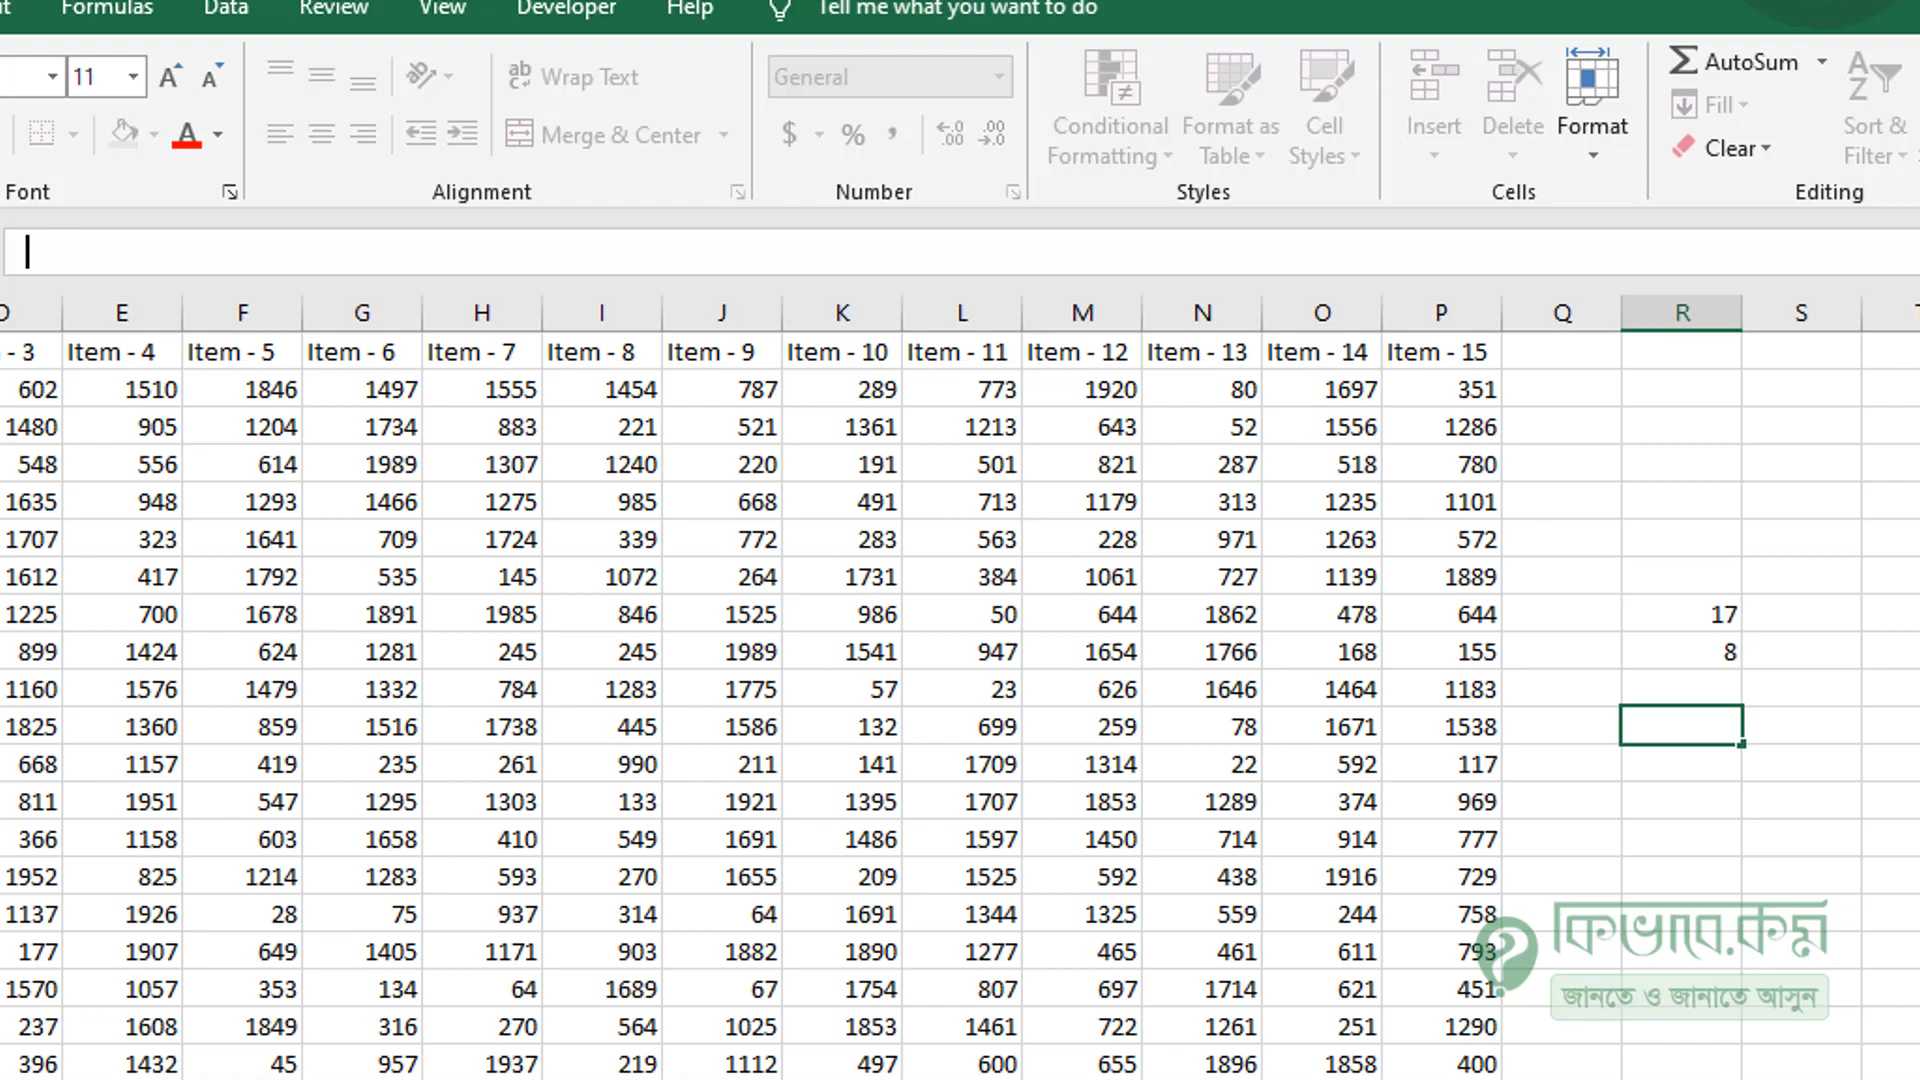 Formulas Data Review View Developer Help Tell me what you want to do
11 A A ab Wrap Text General Conditional Formatting Format as Table Cell Styles Insert Delete Format AutoSum Fill Clear Sort & Filter
A Merge & Center $ % , .00 .00
Font Alignment Number Styles Cells Editing
E F G H I J K L M N O P Q R S
- 3 Item - 4 Item - 5 Item - 6 Item - 7 Item - 8 Item - 9 Item - 10 Item - 11 Item - 12 Item - 13 Item - 14 Item - 15
602 1510 1846 1497 1555 1454 787 289 773 1920 80 1697 351
1480 905 1204 1734 883 221 521 1361 1213 643 52 1556 1286
548 556 614 1989 1307 1240 220 191 501 821 287 518 780
1635 948 1293 1466 1275 985 668 491 713 1179 313 1235 1101
1707 323 1641 709 1724 339 772 283 563 228 971 1263 572
1612 417 1792 535 145 1072 264 1731 384 1061 727 1139 1889
1225 700 1678 1891 1985 846 1525 986 50 644 1862 478 644 17
899 1424 624 1281 245 245 1989 1541 947 1654 1766 168 155 8
1160 1576 1479 1332 784 1283 1775 57 23 626 1646 1464 1183
1825 1360 859 1516 1738 445 1586 132 699 259 78 1671 1538
668 1157 419 235 261 990 211 141 1709 1314 22 592 117
811 1951 547 1295 1303 133 1921 1395 1707 1853 1289 374 969
366 1158 603 1658 410 549 1691 1486 1597 1450 714 914 777
1952 825 1214 1283 593 270 1655 209 1525 592 438 1916 729
1137 1926 28 75 937 314 64 1691 1344 1325 559 244 758
177 1907 649 1405 1171 903 1882 1890 1277 465 461 611 793
1570 1057 353 134 64 1689 67 1754 807 697 1714 621 451
237 1608 1849 316 270 564 1025 1853 1461 722 1261 251 1290
396 1432 45 957 1937 219 1112 497 600 655 1896 1858 400
কিভাবে.কম
জানতে ও জানাতে আসুন